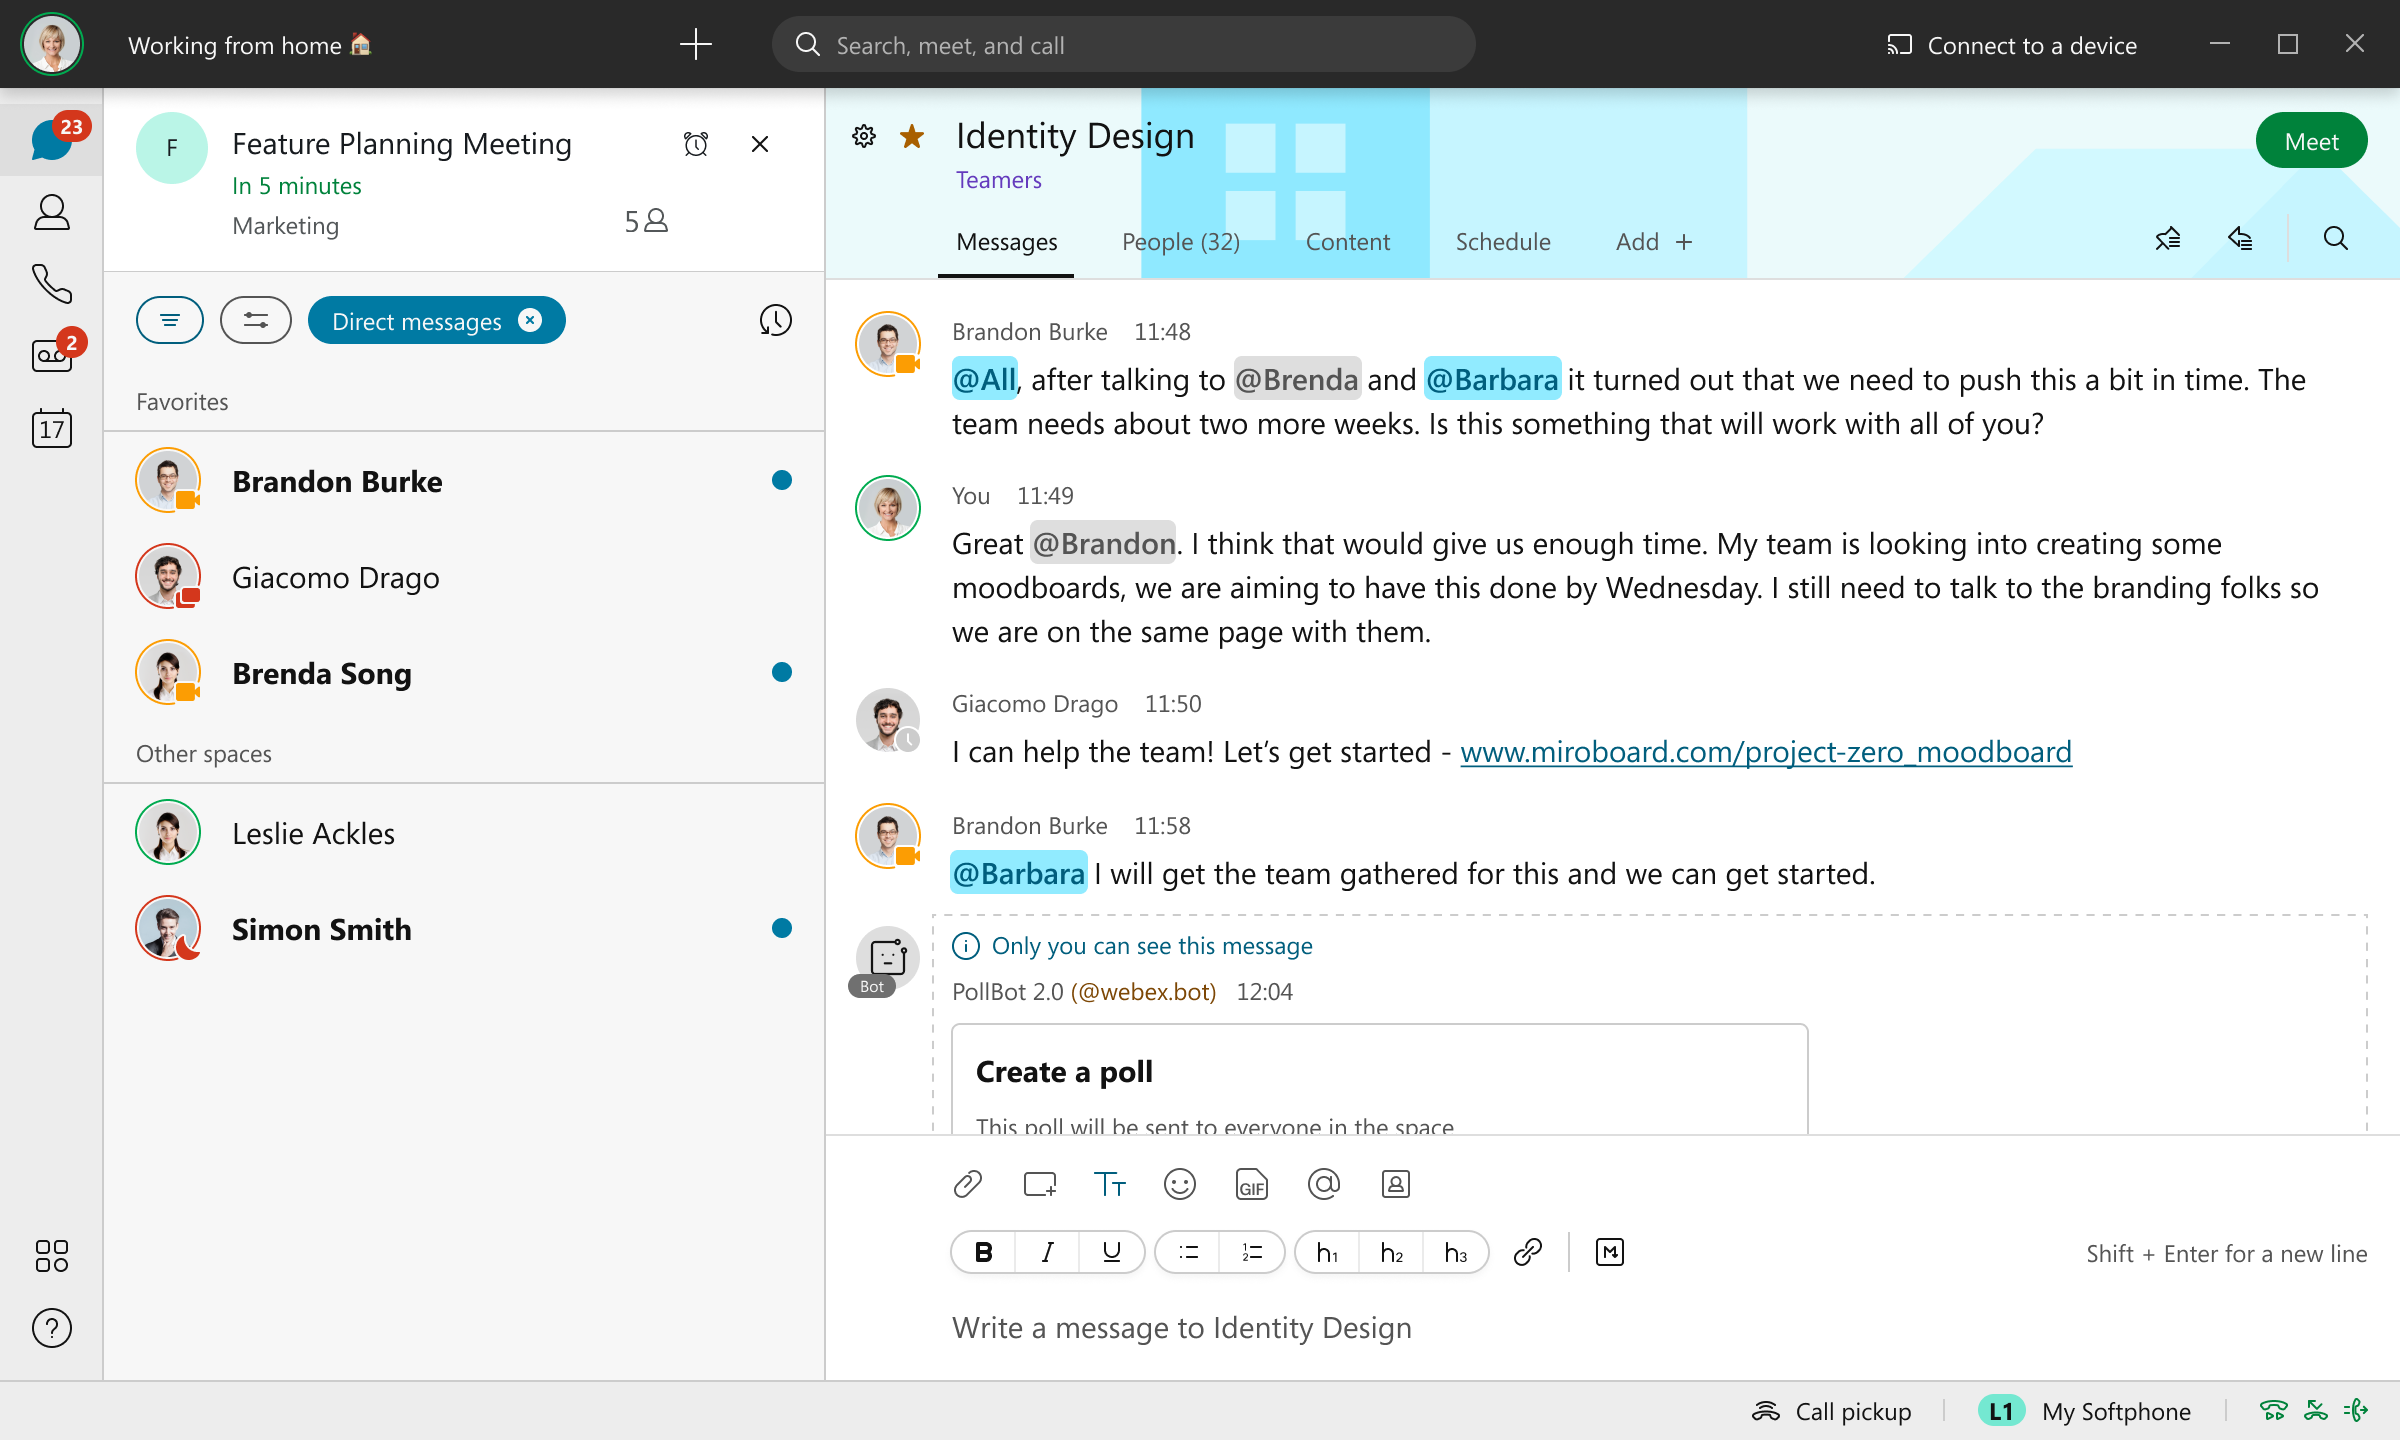 Working from home
Search, meet, and call
Connect to a device
23
2
17
F
Feature Planning Meeting
In 5 minutes
Marketing
5
Direct messages
Favorites
Brandon Burke
Giacomo Drago
Brenda Song
Other spaces
Leslie Ackles
Simon Smith
Identity Design
Teamers
Meet
Messages
People (32)
Content
Schedule
Add +
Brandon Burke 11:48
@All, after talking to @Brenda and @Barbara it turned out that we need to push this a bit in time. The
team needs about two more weeks. Is this something that will work with all of you?
You 11:49
Great @Brandon. I think that would give us enough time. My team is looking into creating some
moodboards, we are aiming to have this done by Wednesday. I still need to talk to the branding folks so
we are on the same page with them.
Giacomo Drago 11:50
I can help the team! Let’s get started - www.miroboard.com/project-zero_moodboard
Brandon Burke 11:58
@Barbara I will get the team gathered for this and we can get started.
Only you can see this message
Bot
PollBot 2.0 (@webex.bot) 12:04
Create a poll
This poll will be sent to everyone in the space
GIF
B I U
h1 h2 h3
M
Shift + Enter for a new line
Write a message to Identity Design
Call pickup
L1 My Softphone